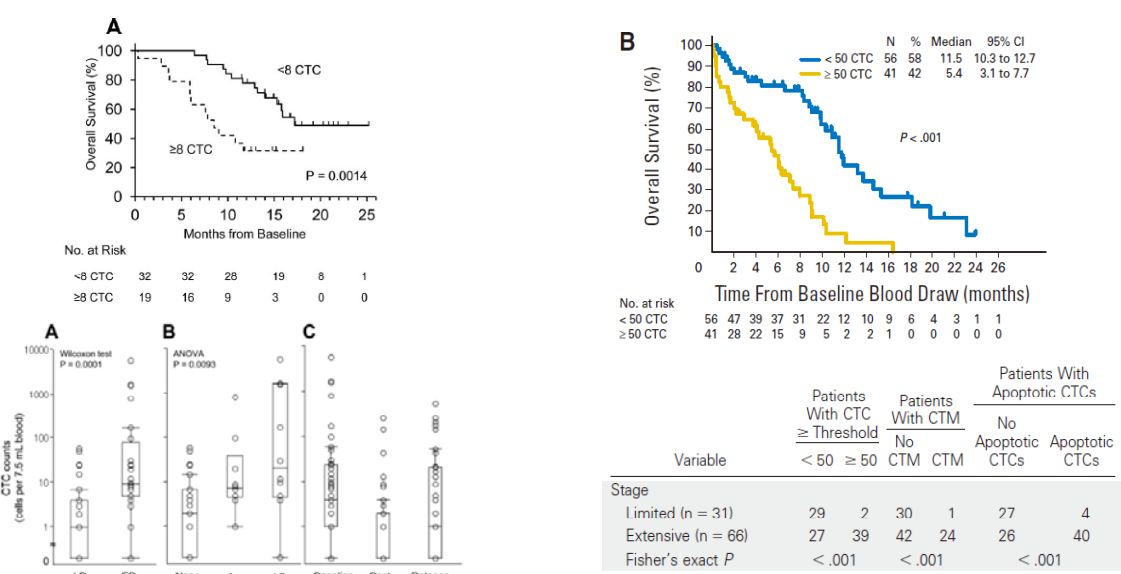 A
100
80
60
40
20
0
Overall Survival (%)
<8 CTC
≥8 CTC
P = 0.0014
0 5 10 15 20 25
Months from Baseline
No. at Risk
<8 CTC 32 32 28 19 8 1
≥8 CTC 19 16 9 3 0 0
B
100
90
80
70
60
50
40
30
20
10
Overall Survival (%)
N % Median 95% CI
< 50 CTC 56 58 11.5 10.3 to 12.7
≥ 50 CTC 41 42 5.4 3.1 to 7.7
P < .001
0 2 4 6 8 10 12 14 16 18 20 22 24 26
Time From Baseline Blood Draw (months)
No. at risk
< 50 CTC 56 47 39 37 31 22 12 10 9 6 4 3 1 1
≥ 50 CTC 41 28 22 15 9 5 2 2 1 0 0 0 0 0
A B C
Wilcoxon test
P = 0.0001
ANOVA
P = 0.0093
10000
1000
100
10
1
0
CTC counts
(cells per 7.5 mL blood)
Patients With
Apoptotic CTCs
Patients
With CTC
≥ Threshold
Patients
With CTM
No
Apoptotic
CTCs
Apoptotic
CTCs
Variable < 50 ≥ 50
No
CTM
CTM
Stage
Limited (n = 31) 29 2 30 1 27 4
Extensive (n = 66) 27 39 42 24 26 40
Fisher's exact P < .001 < .001 < .001